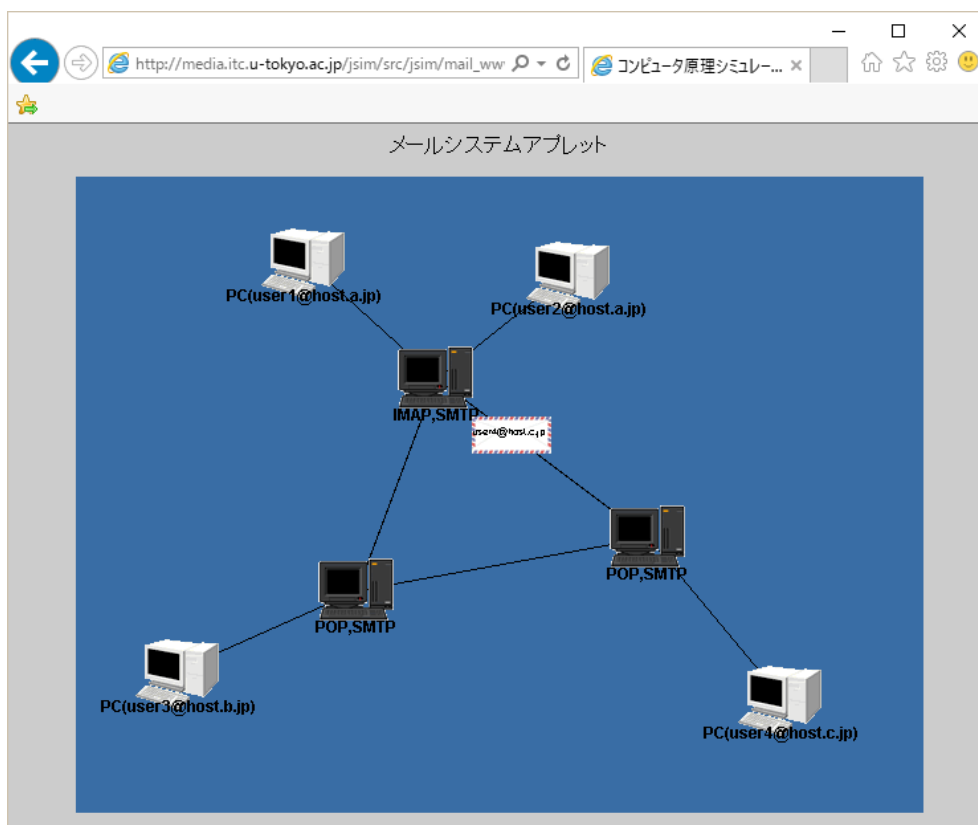 http://media.itc.u-tokyo.ac.jp/jsim/src/jsim/mail_ww
コンピュータ原理シミュレー...
メールシステムアプレット
PC(user1@host.a.jp)
PC(user2@host.a.jp)
IMAP,SMTP
user4@host.c.jp
POP,SMTP
POP,SMTP
PC(user3@host.b.jp)
PC(user4@host.c.jp)